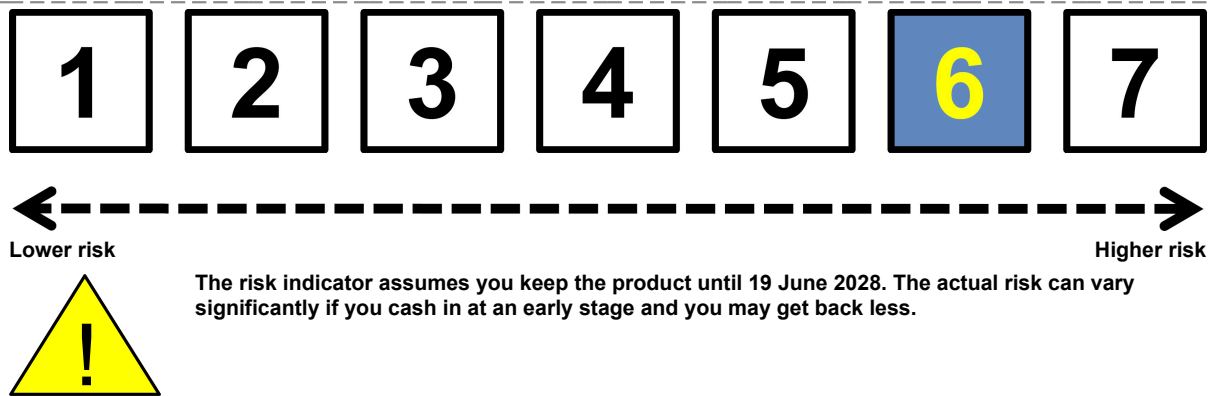 1 2 3 4 5 6 7
Lower risk Higher risk
The risk indicator assumes you keep the product until 19 June 2028. The actual risk can vary
significantly if you cash in at an early stage and you may get back less.
!